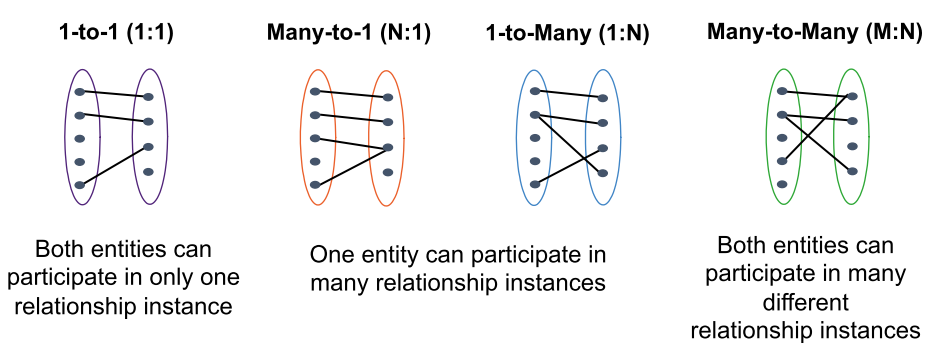 1-to-1 (1:1)
Many-to-1 (N:1)
1-to-Many (1:N)
Many-to-Many (M:N)
Both entities can
participate in only one
relationship instance
One entity can participate in
many relationship instances
Both entities can
participate in many
different
relationship instances